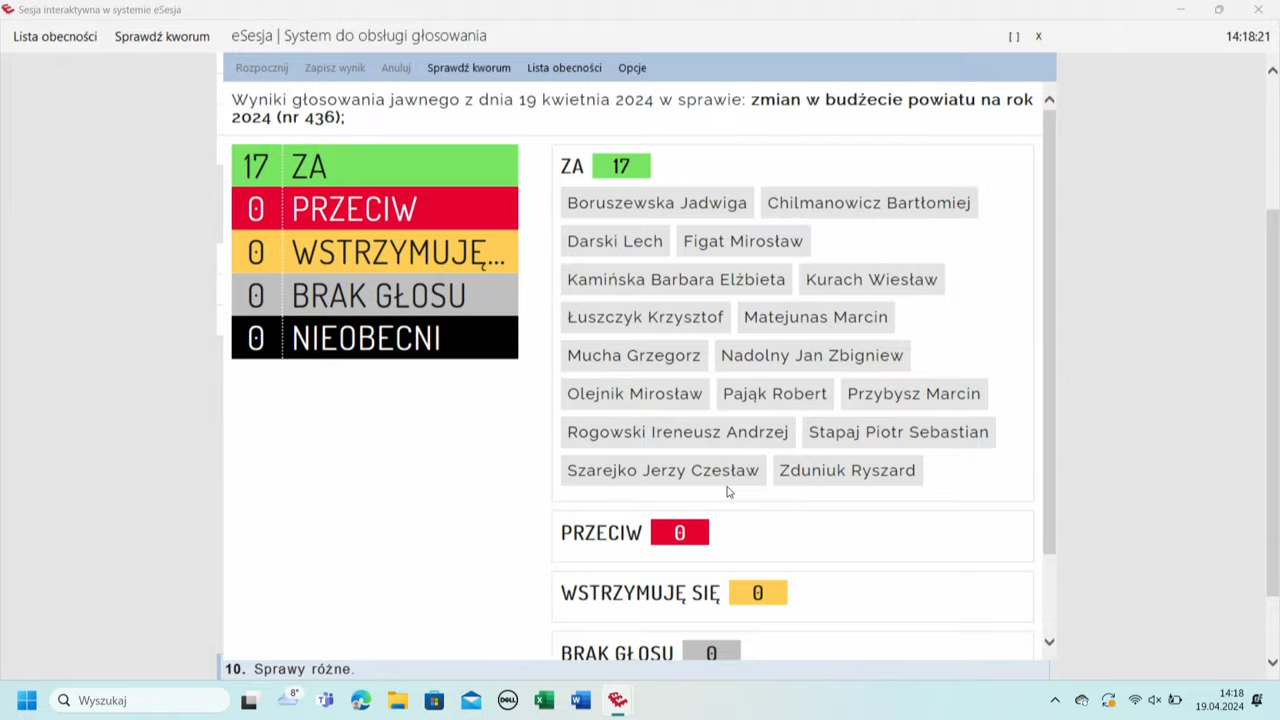 Sesja interaktywna w systemie eSesja
Lista obecności Sprawdź kworum eSesja | System do obsługi głosowania [ ] x 14:18:21
Rozpocznij Zapisz wynik Anuluj Sprawdź kworum Lista obecności Opcje
Wyniki głosowania jawnego z dnia 19 kwietnia 2024 w sprawie: zmian w budżecie powiatu na rok
2024 (nr 436);
17 ZA
0 PRZECIW
0 WSTRZYMUJĘ...
0 BRAK GŁOSU
0 NIEOBECNI
ZA 17
Boruszewska Jadwiga Chilmanowicz Bartłomiej
Darski Lech Figat Mirosław
Kamińska Barbara Elżbieta Kurach Wiesław
Łuszczyk Krzysztof Matejunas Marcin
Mucha Grzegorz Nadolny Jan Zbigniew
Olejnik Mirosław Pająk Robert Przybysz Marcin
Rogowski Ireneusz Andrzej Stapaj Piotr Sebastian
Szarejko Jerzy Czesław Zduniuk Ryszard
PRZECIW 0
WSTRZYMUJĘ SIĘ 0
BRAK GŁOSU 0
10. Sprawy różne.
Wyszukaj 8° DELL 14:18
19.04.2024